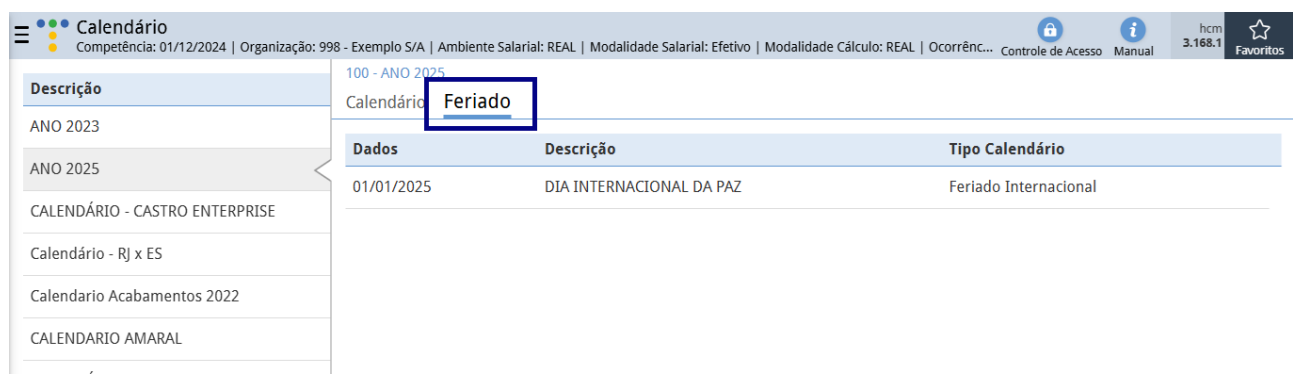 Calendário
Competência: 01/12/2024 | Organização: 998 - Exemplo S/A | Ambiente Salarial: REAL | Modalidade Salarial: Efetivo | Modalidade Cálculo: REAL | Ocorrênc...
Controle de Acesso
Manual
hcm
3.168.1
Favoritos
Descrição
ANO 2023
ANO 2025
CALENDÁRIO - CASTRO ENTERPRISE
Calendário - RJ x ES
Calendario Acabamentos 2022
CALENDARIO AMARAL
100 - ANO 2025
Calendário Feriado
Dados Descrição Tipo Calendário
01/01/2025 DIA INTERNACIONAL DA PAZ Feriado Internacional